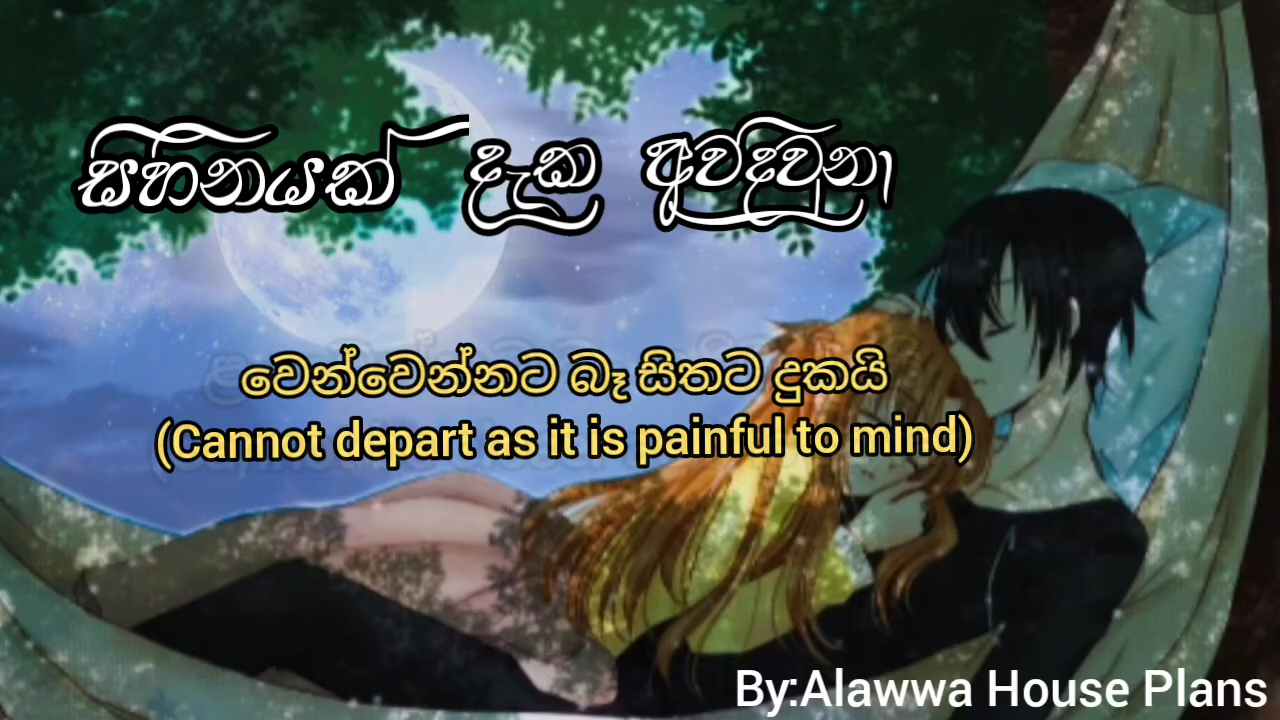 සිහිනයක් දැක අවදිවුනා
වෙන්වෙන්නට බෑ සිතට දුකයි
(Cannot depart as it is painful to mind)
By:Alawwa House Plans